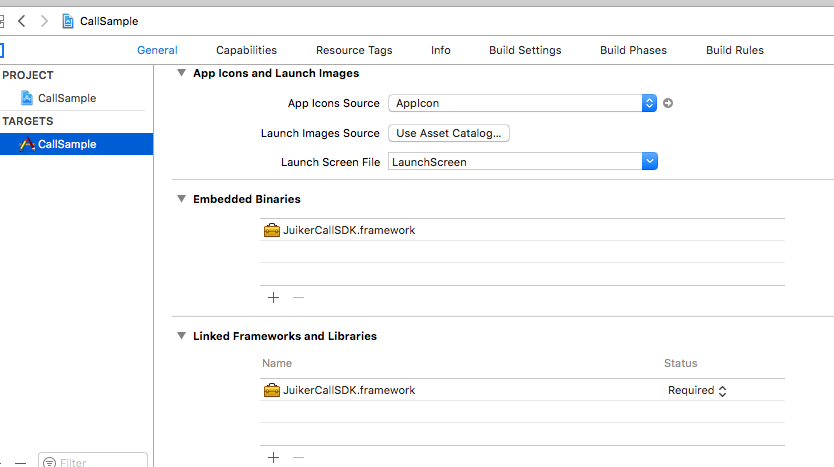 CallSample
General Capabilities Resource Tags Info Build Settings Build Phases Build Rules
PROJECT
CallSample
TARGETS
CallSample
App Icons and Launch Images
App Icons Source AppIcon
Launch Images Source Use Asset Catalog...
Launch Screen File LaunchScreen
Embedded Binaries
JuikerCallSDK.framework
Linked Frameworks and Libraries
Name Status
JuikerCallSDK.framework Required
Filter